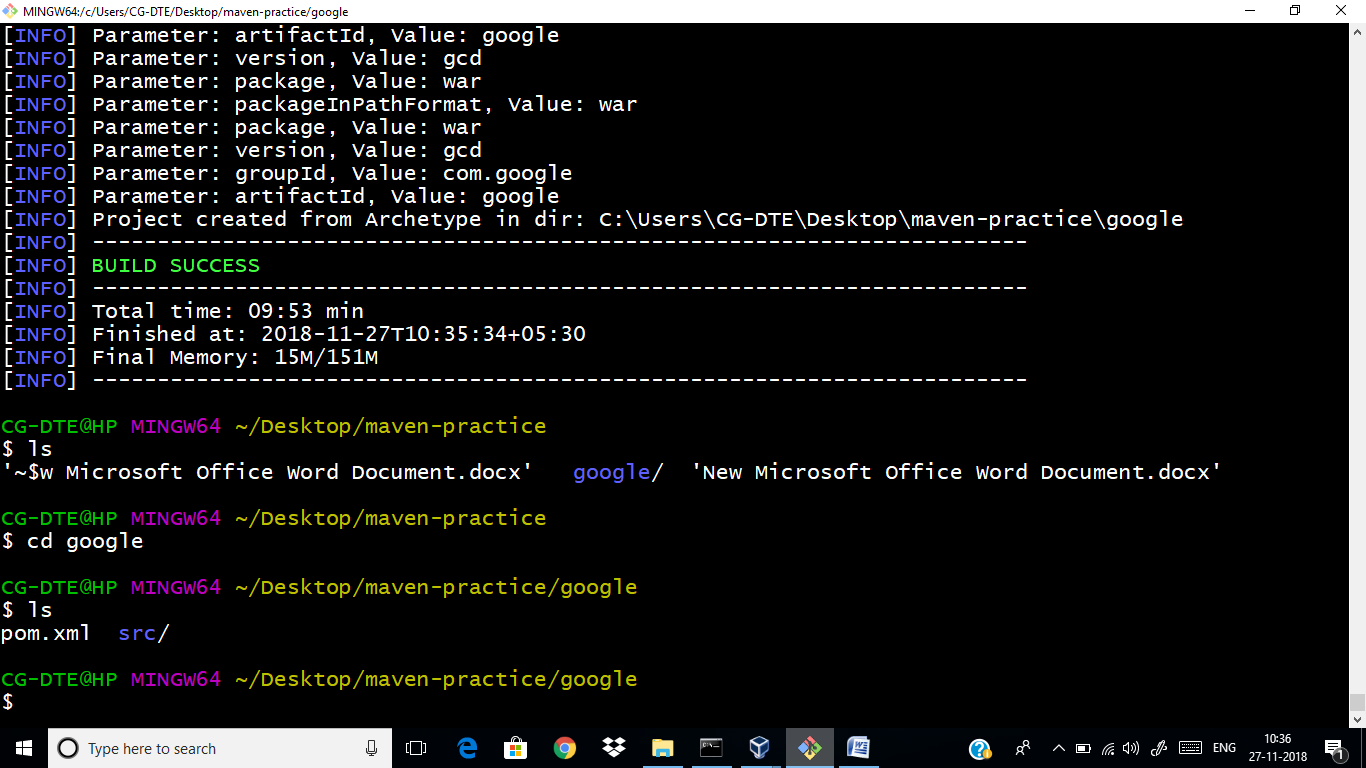 MINGW64:/c/Users/CG-DTE/Desktop/maven-practice/google
[INFO] Parameter: artifactId, Value: google
[INFO] Parameter: version, Value: gcd
[INFO] Parameter: package, Value: war
[INFO] Parameter: packageInPathFormat, Value: war
[INFO] Parameter: package, Value: war
[INFO] Parameter: version, Value: gcd
[INFO] Parameter: groupId, Value: com.google
[INFO] Parameter: artifactId, Value: google
[INFO] Project created from Archetype in dir: C:\Users\CG-DTE\Desktop\maven-practice\google
[INFO] ------------------------------------------------------------------------
[INFO] BUILD SUCCESS
[INFO] ------------------------------------------------------------------------
[INFO] Total time: 09:53 min
[INFO] Finished at: 2018-11-27T10:35:34+05:30
[INFO] Final Memory: 15M/151M
[INFO] ------------------------------------------------------------------------
CG-DTE@HP MINGW64 ~/Desktop/maven-practice
$ ls
'~$w Microsoft Office Word Document.docx'   google/  'New Microsoft Office Word Document.docx'
CG-DTE@HP MINGW64 ~/Desktop/maven-practice
$ cd google
CG-DTE@HP MINGW64 ~/Desktop/maven-practice/google
$ ls
pom.xml  src/
CG-DTE@HP MINGW64 ~/Desktop/maven-practice/google
$
Type here to search
ENG
10:36
27-11-2018
1